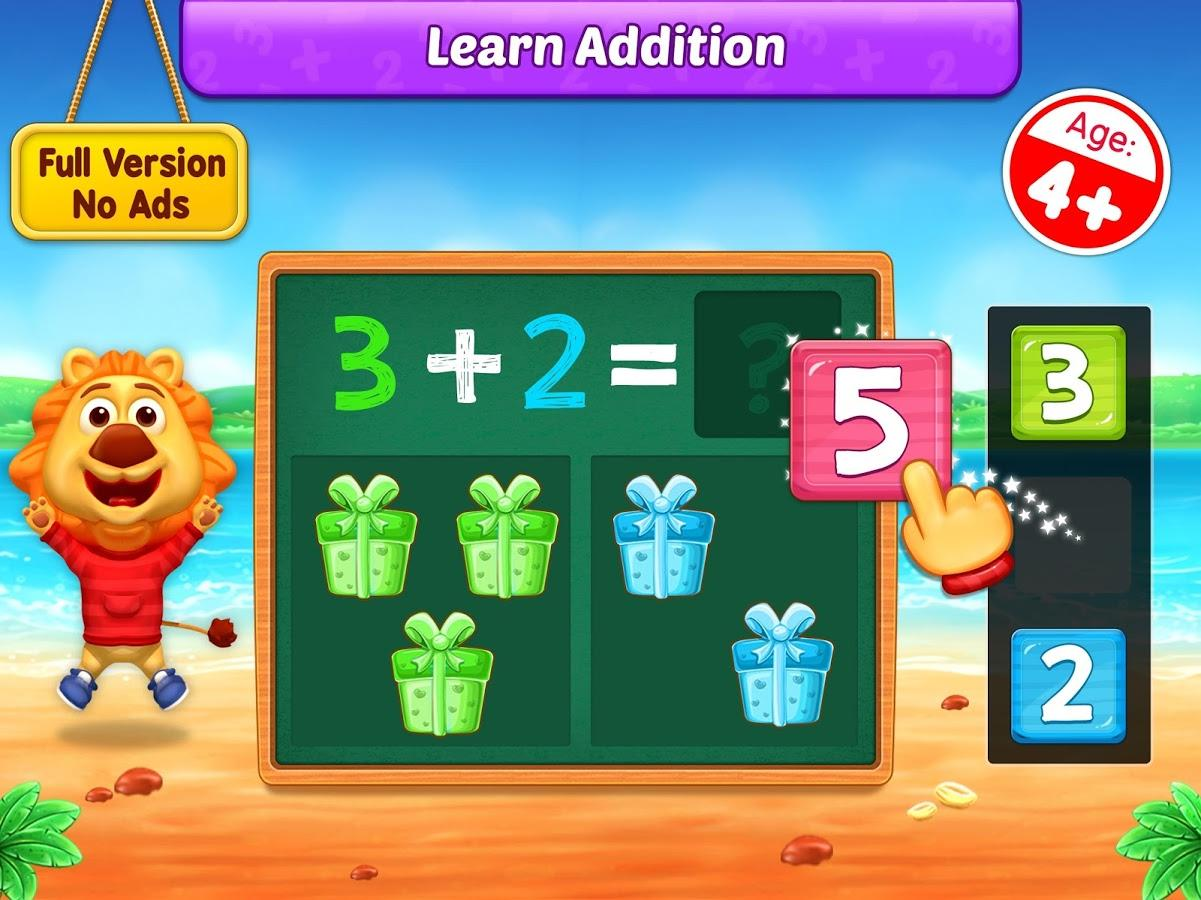 Learn Addition
Full Version
No Ads
Age:
4+
3 + 2 = ?
5
3
2